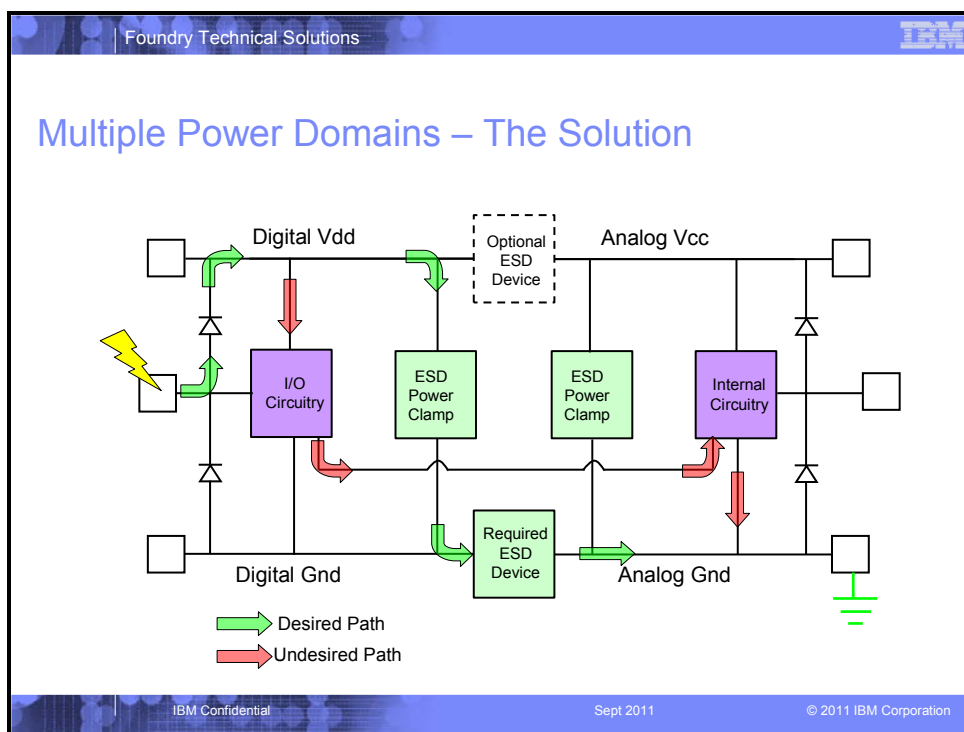 Foundry Technical Solutions
IBM
Multiple Power Domains – The Solution
Digital Vdd
Optional
ESD
Device
Analog Vcc
I/O
Circuitry
ESD
Power
Clamp
ESD
Power
Clamp
Internal
Circuitry
Required
ESD
Device
Digital Gnd
Analog Gnd
Desired Path
Undesired Path
IBM Confidential
Sept 2011
© 2011 IBM Corporation